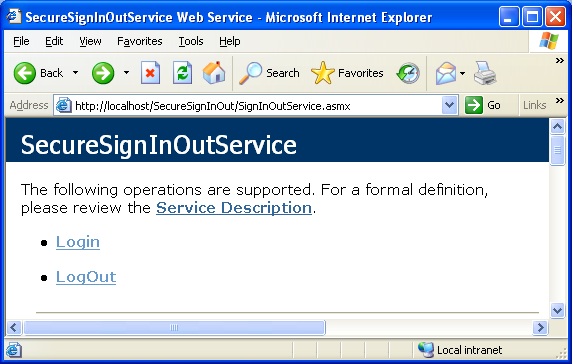 SecureSignInOutService Web Service - Microsoft Internet Explorer
File Edit View Favorites Tools Help
Back Search Favorites »
Address http://localhost/SecureSignInOut/SignInOutService.asmx Go Links »
SecureSignInOutService
The following operations are supported. For a formal definition,
please review the Service Description.
• Login
• LogOut
Local intranet